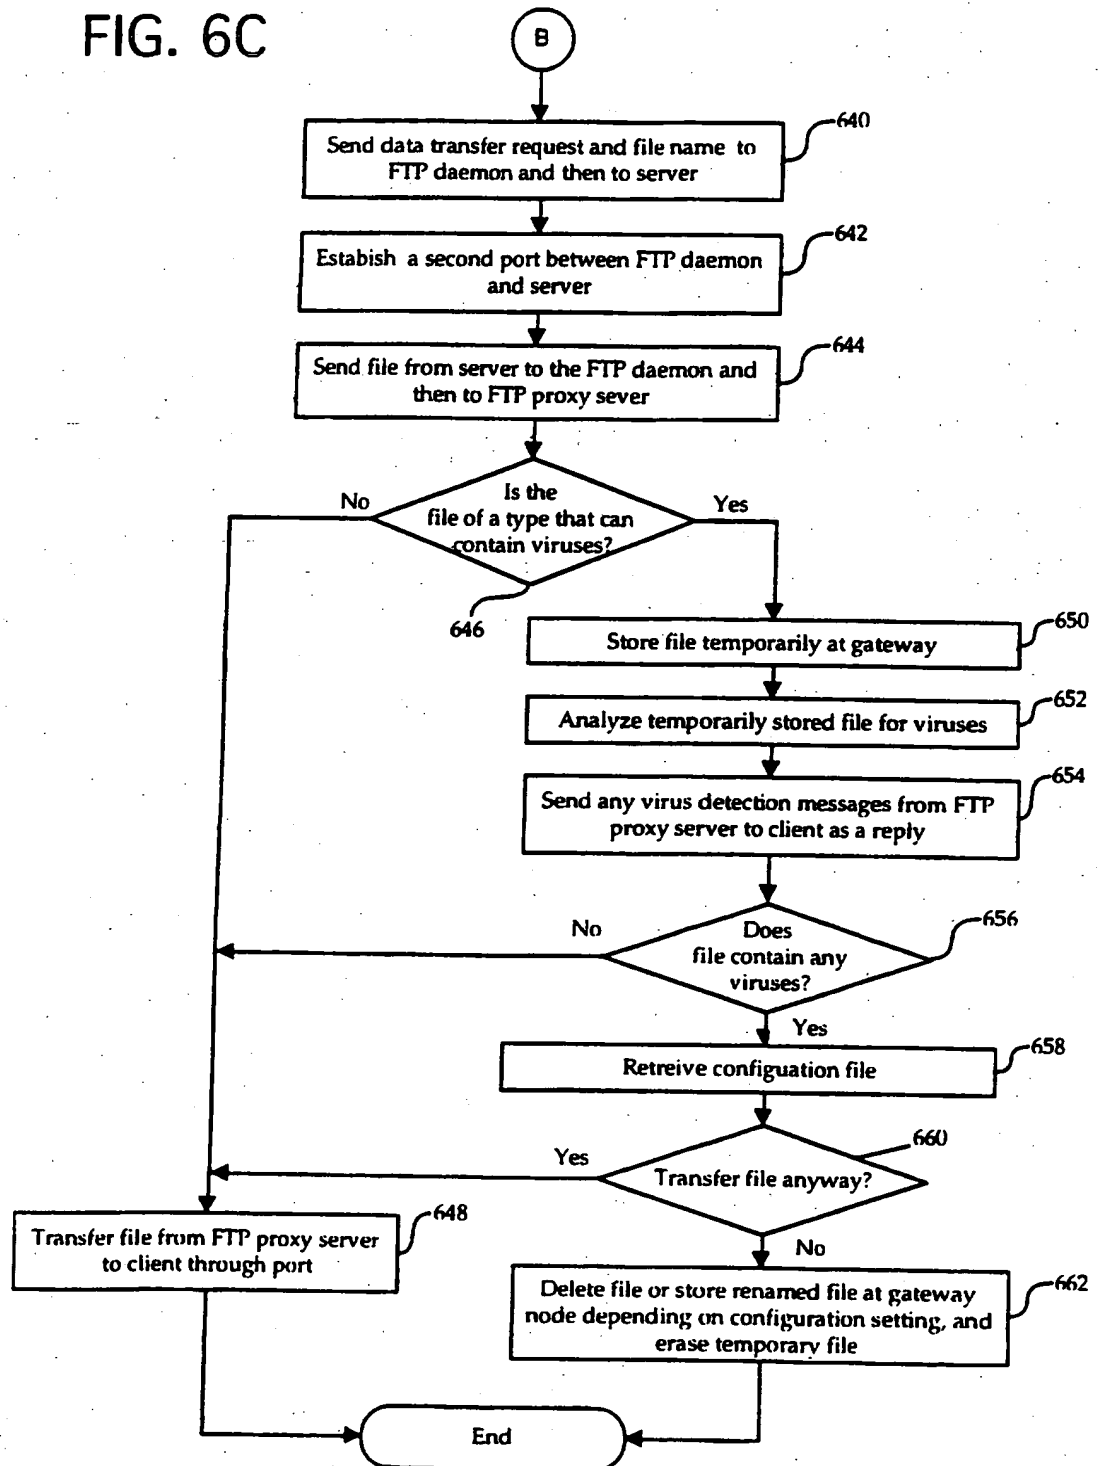 FIG. 6C
B
640
Send data transfer request and file name to
FTP daemon and then to server
642
Estabish a second port between FTP daemon
and server
644
Send file from server to the FTP daemon and
then to FTP proxy sever
Is the
file of a type that can
contain viruses?
No
Yes
646
650
Store file temporarily at gateway
652
Analyze temporarily stored file for viruses
654
Send any virus detection messages from FTP
proxy server to client as a reply
656
Does
file contain any
viruses?
No
Yes
658
Retreive configuation file
660
Transfer file anyway?
Yes
No
648
Transfer file from FTP proxy server
to client through port
662
Delete file or store renamed file at gateway
node depending on configuration setting, and
erase temporary file
End